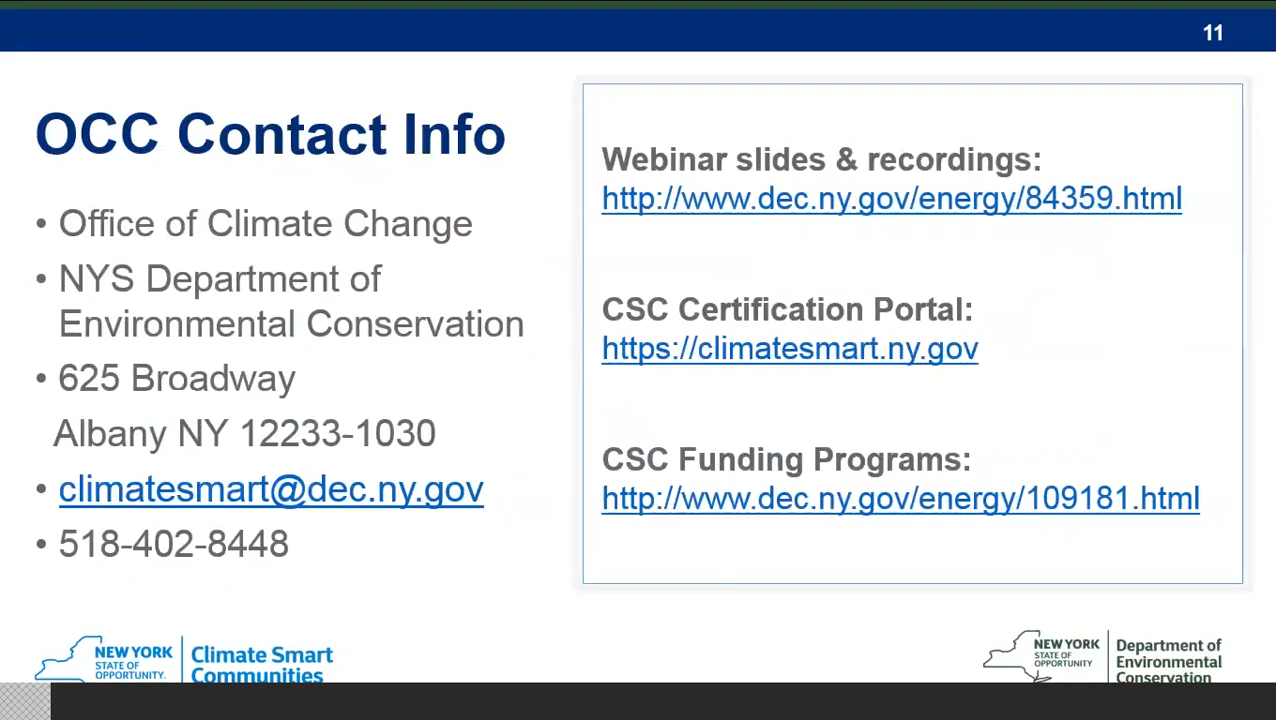 11
OCC Contact Info
• Office of Climate Change
• NYS Department of
Environmental Conservation
• 625 Broadway
Albany NY 12233-1030
• climatesmart@dec.ny.gov
• 518-402-8448
Webinar slides & recordings:
http://www.dec.ny.gov/energy/84359.html
CSC Certification Portal:
https://climatesmart.ny.gov
CSC Funding Programs:
http://www.dec.ny.gov/energy/109181.html
NEW YORK
STATE OF
OPPORTUNITY.
Climate Smart
Communities
NEW YORK
STATE OF
OPPORTUNITY
Department of
Environmental
Conservation